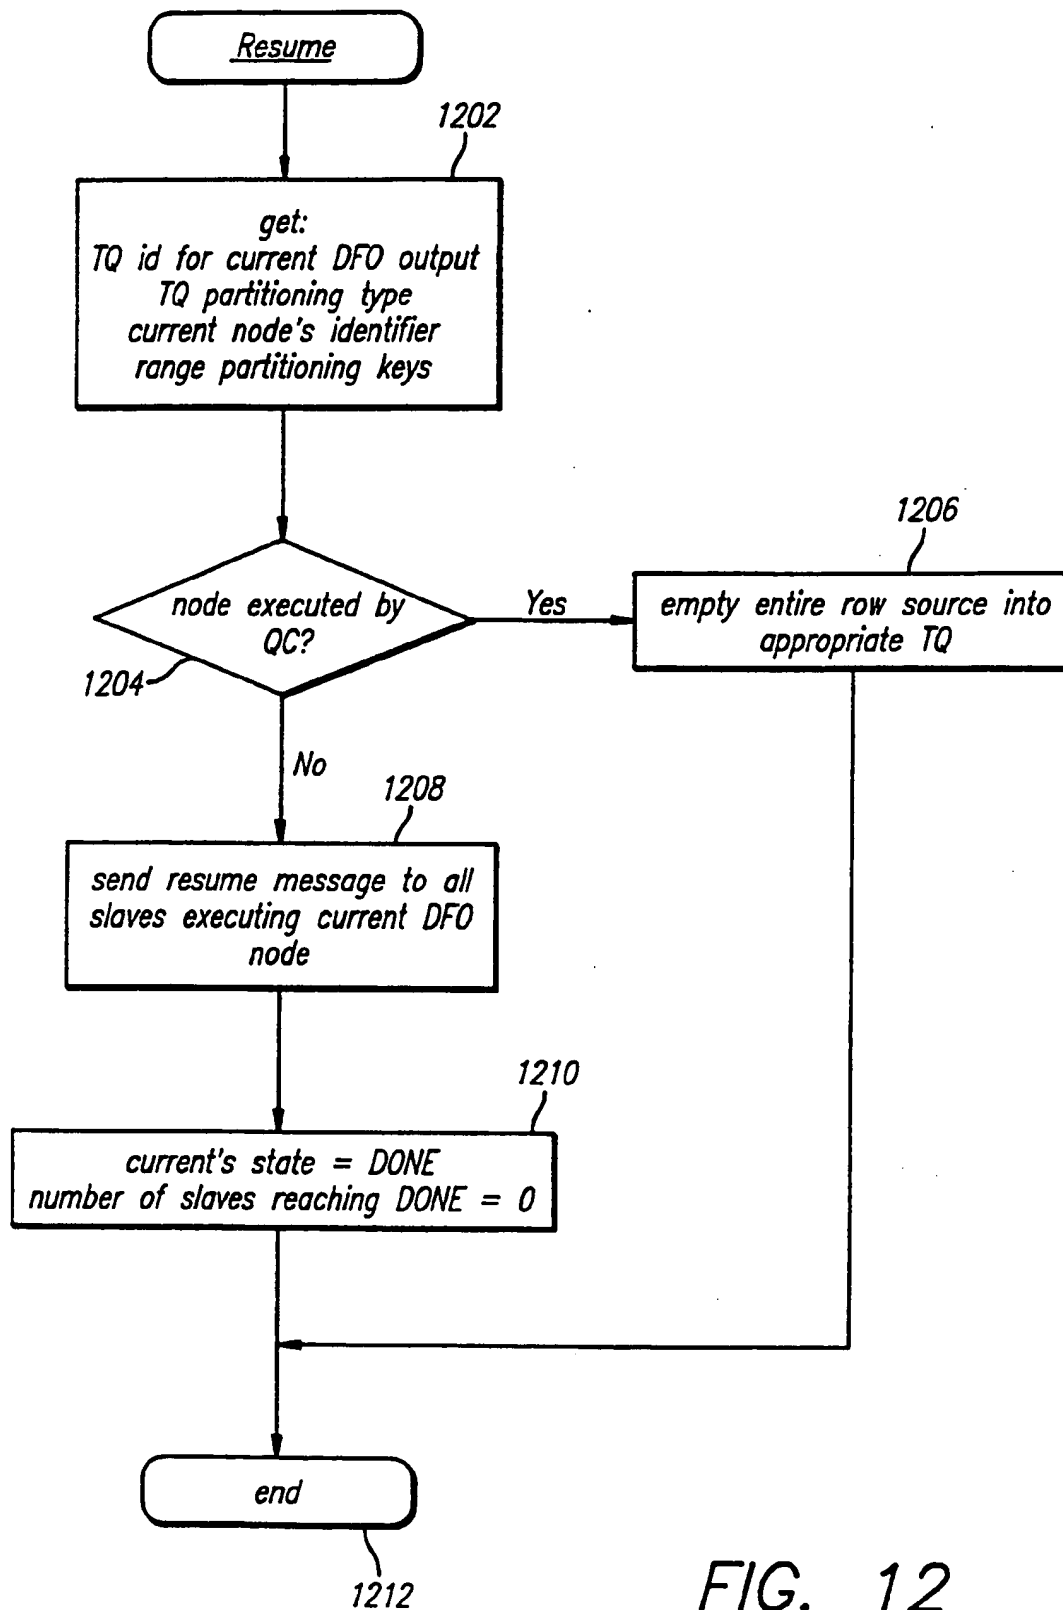 Resume
1202
get:
TQ id for current DFO output
TQ partitioning type
current node's identifier
range partitioning keys
node executed by
QC?
1204
Yes
1206
empty entire row source into
appropriate TQ
No
1208
send resume message to all
slaves executing current DFO
node
1210
current's state = DONE
number of slaves reaching DONE = 0
end
1212
FIG. 12